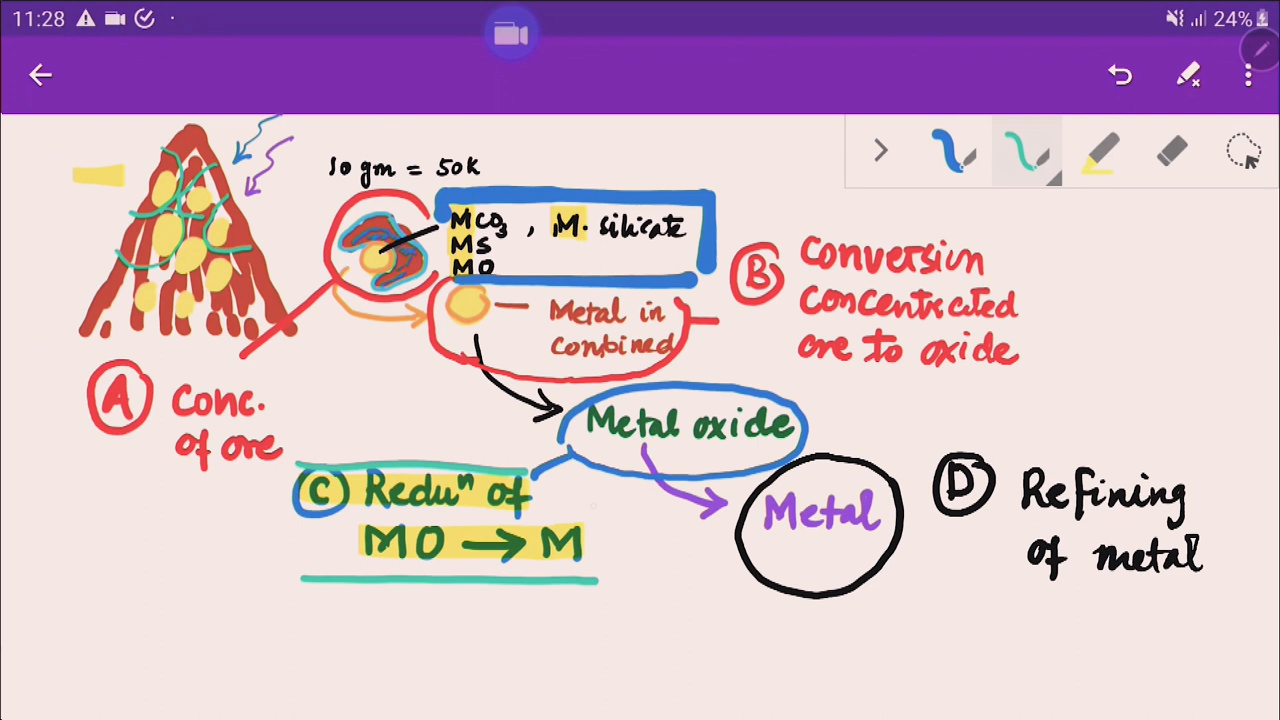 11:28
24%
10 gm = 50k
MCO3 , M. silicate
MS
MO
Metal in
combined
B Conversion
concentrated
ore to oxide
A Conc.
of ore
Metal oxide
C Reduⁿ of
MO → M
Metal
D Refining
of metal